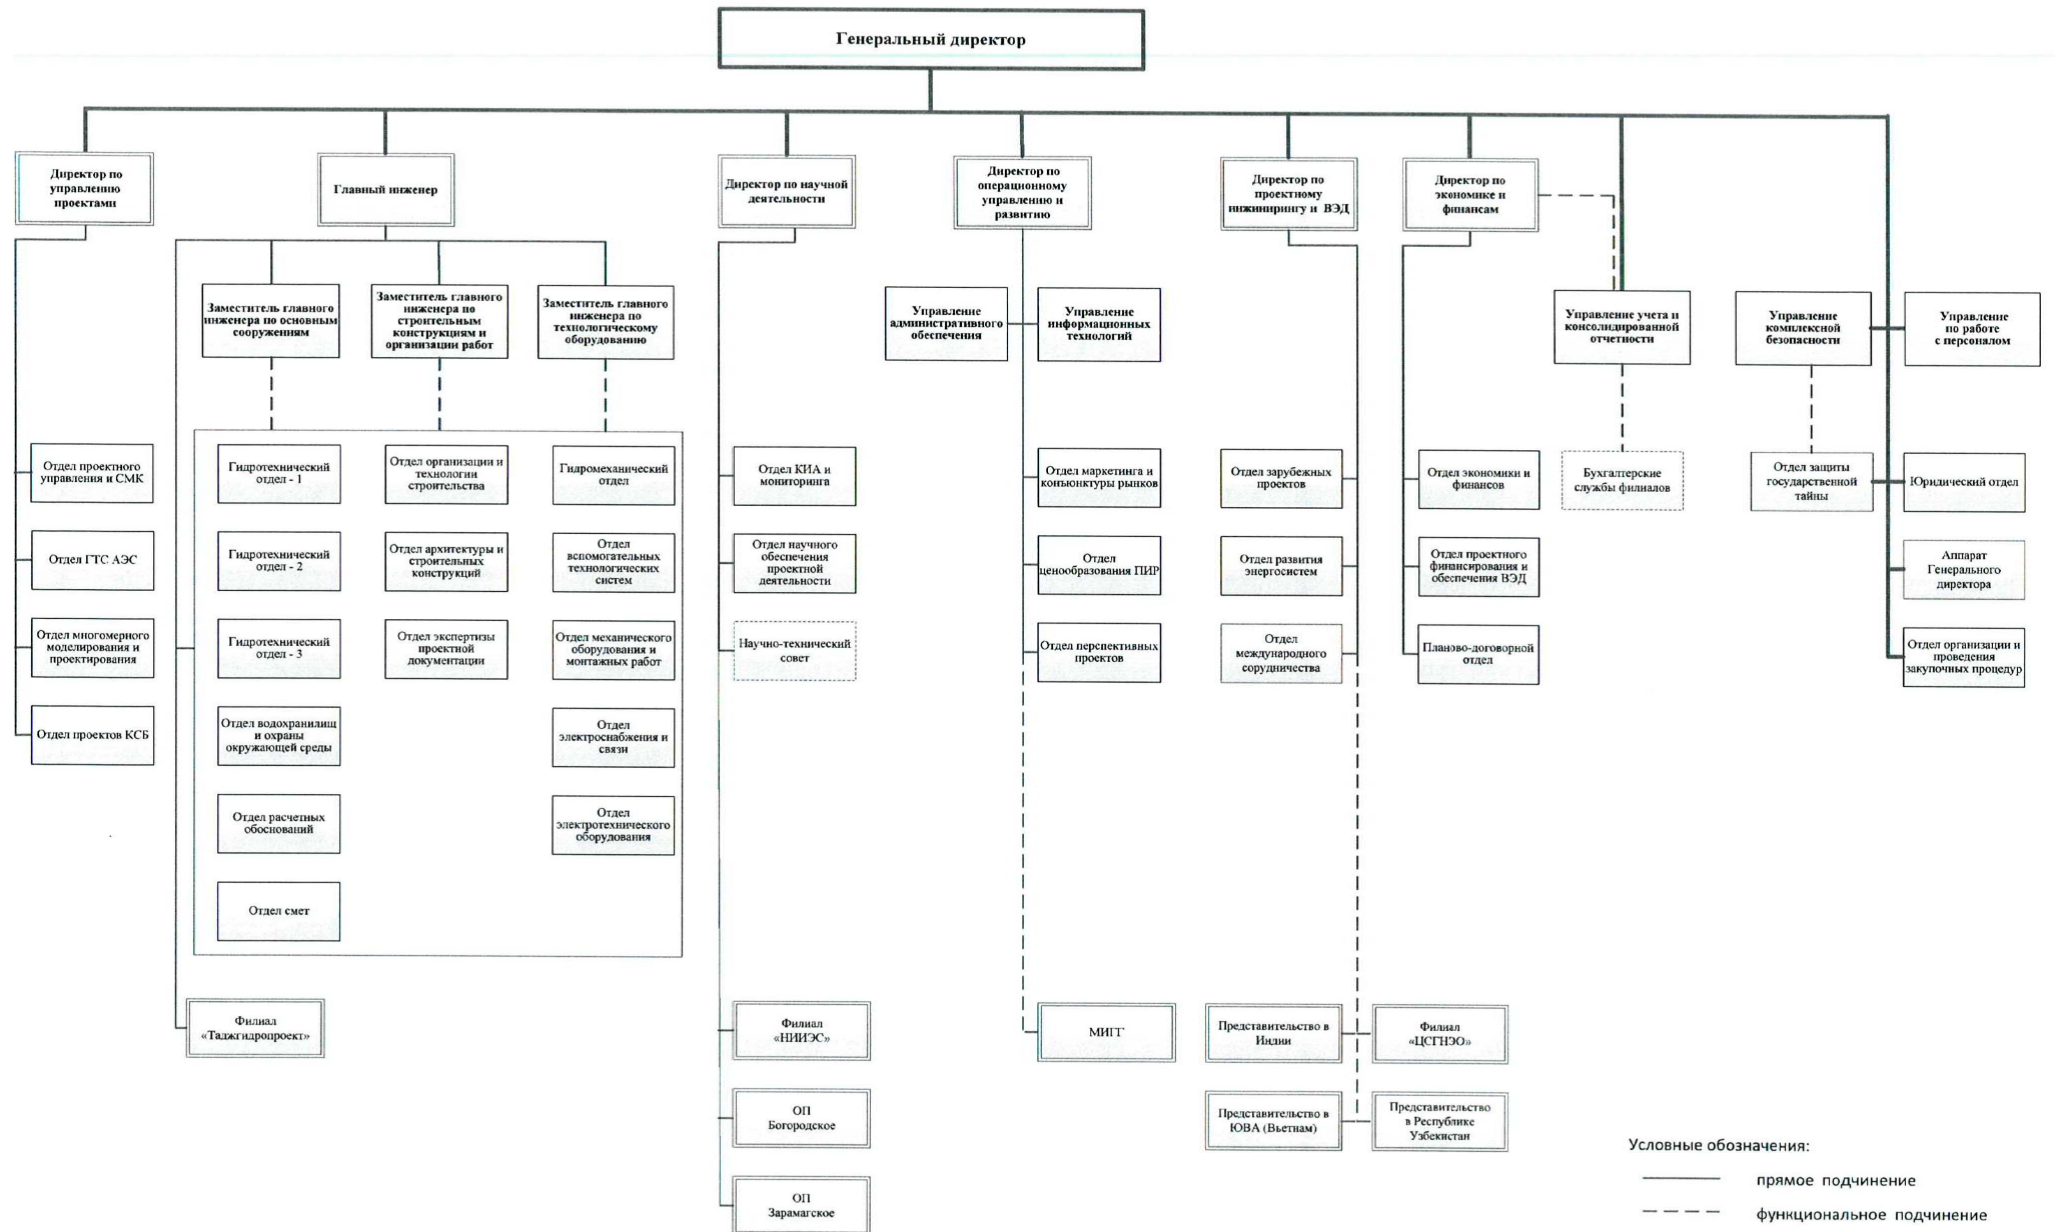 Генеральный директор
Директор по
управлению
проектами
Главный инженер
Директор по научной
деятельности
Директор по
операционному
управлению и
развитию
Директор по
проектному
инжинирингу и ВЭД
Директор по
экономике и
финансам
Заместитель главного
инженера по основным
сооружениям
Заместитель главного
инженера по
строительным
конструкциям и
организации работ
Заместитель главного
инженера по
технологическому
оборудованию
Управление
административного
обеспечения
Управление
информационных
технологий
Управление учета и
консолидированной
отчетности
Управление
комплексной
безопасности
Управление
по работе
с персоналом
Отдел проектного
управления и СМК
Гидротехнический
отдел - 1
Отдел организации и
технологии
строительства
Гидромеханический
отдел
Отдел КИА и
мониторинга
Отдел маркетинга и
конъюнктуры рынков
Отдел зарубежных
проектов
Отдел экономики и
финансов
Бухгалтерские
службы филиалов
Отдел защиты
государственной
тайны
Юридический отдел
Отдел ГТС АЭС
Гидротехнический
отдел - 2
Отдел архитектуры и
строительных
конструкций
Отдел
вспомогательных
технологических
систем
Отдел научного
обеспечения
проектной
деятельности
Отдел
ценообразования ПИР
Отдел развития
энергосистем
Отдел проектного
финансирования и
обеспечения ВЭД
Аппарат
Генерального
директора
Отдел многомерного
моделирования и
проектирования
Гидротехнический
отдел - 3
Отдел экспертизы
проектной
документации
Отдел механического
оборудования и
монтажных работ
Научно-технический
совет
Отдел перспективных
проектов
Отдел
международного
сорудничества
Планово-договорной
отдел
Отдел организации и
проведения
закупочных процедур
Отдел проектов КСБ
Отдел водохранилищ
и охраны
окружающей среды
Отдел
электроснабжения и
связи
Отдел расчетных
обоснований
Отдел
электротехнического
оборудования
Отдел смет
Филиал
«Таджгидропроект»
Филиал
«НИИЭС»
МИГГ
Представительство в
Индии
Филиал
«ЦСГНЭО»
ОП
Богородское
Представительство в
ЮВА (Вьетнам)
Представительство
в Республике
Узбекистан
ОП
Зарамагское
Условные обозначения:
прямое подчинение
функциональное подчинение